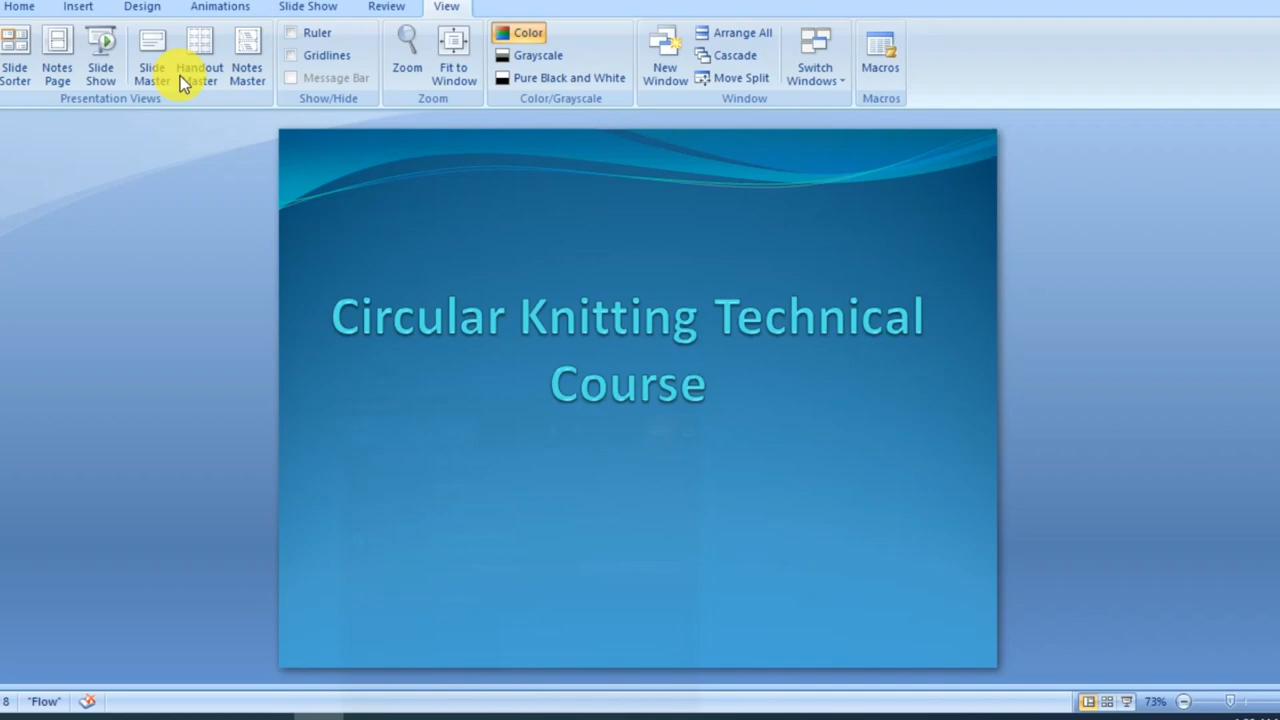 Home Insert Design Animations Slide Show Review View
Slide Sorter
Notes Page
Slide Show
Slide Master
Handout Master
Notes Master
Presentation Views
Ruler
Gridlines
Message Bar
Show/Hide
Zoom
Fit to Window
Zoom
Color
Grayscale
Pure Black and White
Color/Grayscale
New Window
Arrange All
Cascade
Move Split
Window
Switch Windows
Macros
Macros
Circular Knitting Technical
Course
8 "Flow" 73%